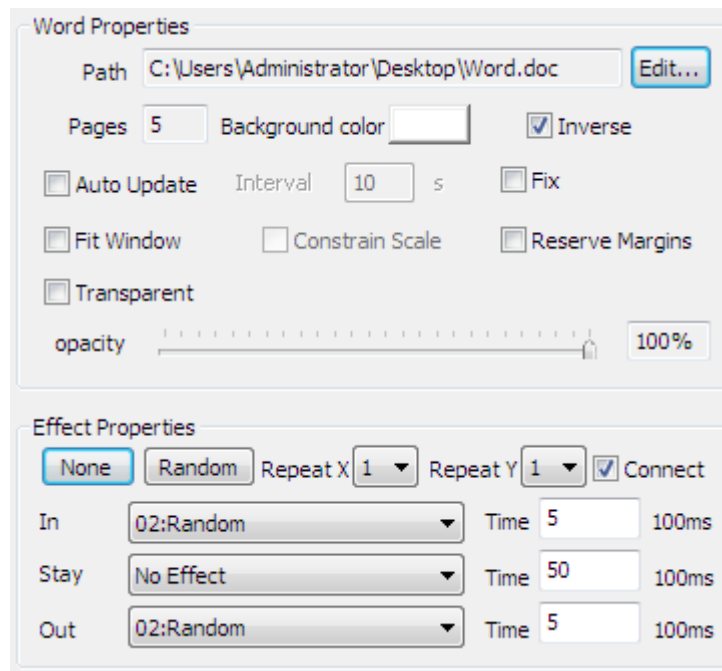 Word Properties
Path C:\Users\Administrator\Desktop\Word.doc Edit...
Pages 5 Background color Inverse
Auto Update Interval 10 s Fix
Fit Window Constrain Scale Reserve Margins
Transparent
opacity 100%
Effect Properties
None Random Repeat X 1 Repeat Y 1 Connect
In 02:Random Time 5 100ms
Stay No Effect Time 50 100ms
Out 02:Random Time 5 100ms